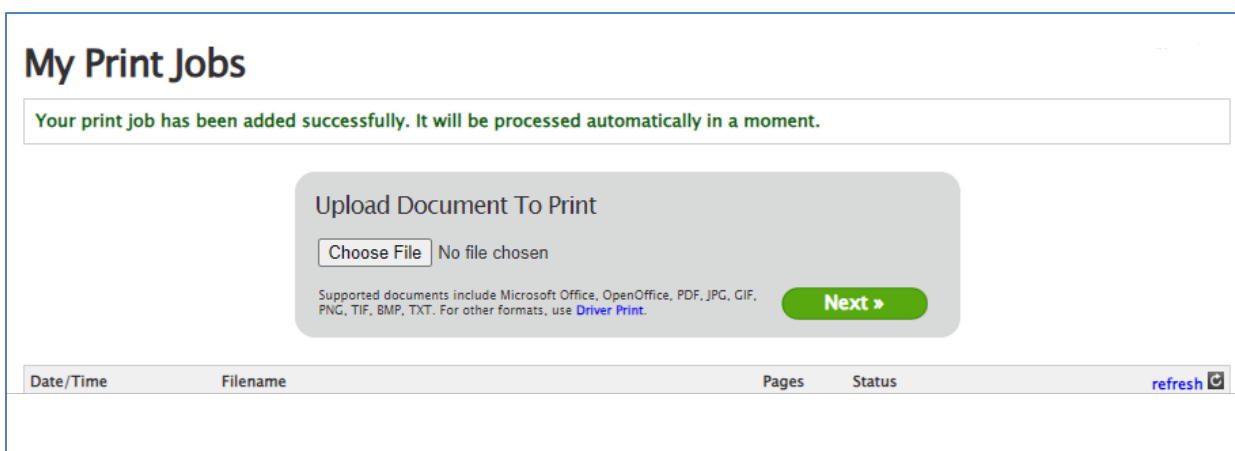 My Print Jobs
Your print job has been added successfully. It will be processed automatically in a moment.
Upload Document To Print
Choose File No file chosen
Supported documents include Microsoft Office, OpenOffice, PDF, JPG, GIF,
PNG, TIF, BMP, TXT. For other formats, use Driver Print.
Next »
Date/Time Filename Pages Status refresh